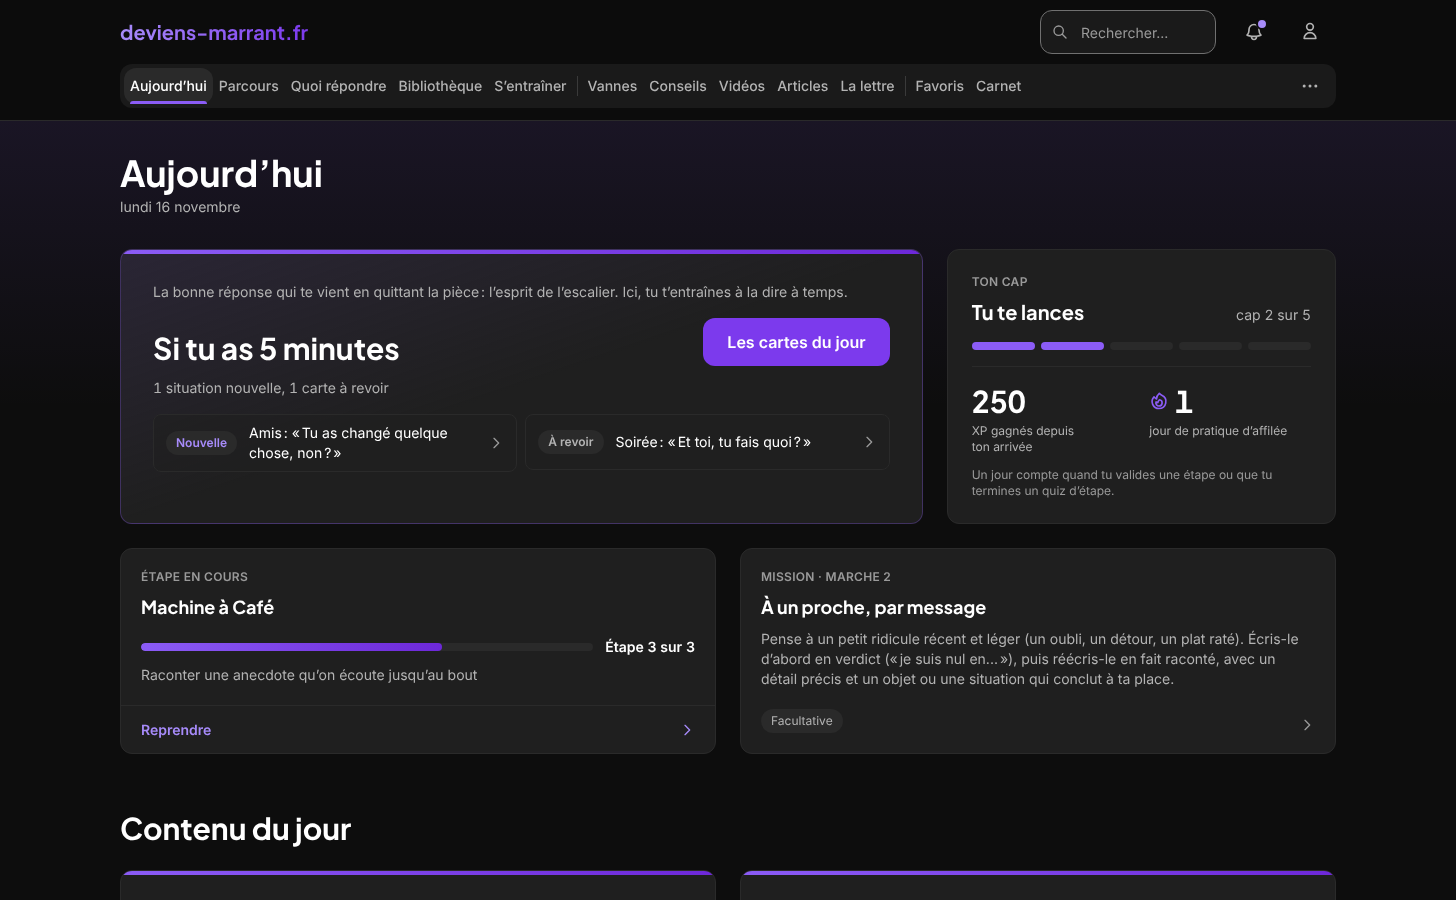 deviens-marrant.fr
Rechercher...
Aujourd’hui Parcours Quoi répondre Bibliothèque S’entraîner Vannes Conseils Vidéos Articles La lettre Favoris Carnet
Aujourd’hui
lundi 16 novembre
La bonne réponse qui te vient en quittant la pièce : l’esprit de l’escalier. Ici, tu t’entraînes à la dire à temps.
Si tu as 5 minutes
Les cartes du jour
1 situation nouvelle, 1 carte à revoir
Nouvelle
Amis : « Tu as changé quelque
chose, non ? »
À revoir
Soirée : « Et toi, tu fais quoi ? »
TON CAP
Tu te lances
cap 2 sur 5
250
XP gagnés depuis
ton arrivée
1
jour de pratique d’affilée
Un jour compte quand tu valides une étape ou que tu
termines un quiz d’étape.
ÉTAPE EN COURS
Machine à Café
Étape 3 sur 3
Raconter une anecdote qu’on écoute jusqu’au bout
Reprendre
MISSION · MARCHE 2
À un proche, par message
Pense à un petit ridicule récent et léger (un oubli, un détour, un plat raté). Écris-le
d’abord en verdict (« je suis nul en… »), puis réécris-le en fait raconté, avec un
détail précis et un objet ou une situation qui conclut à ta place.
Facultative
Contenu du jour